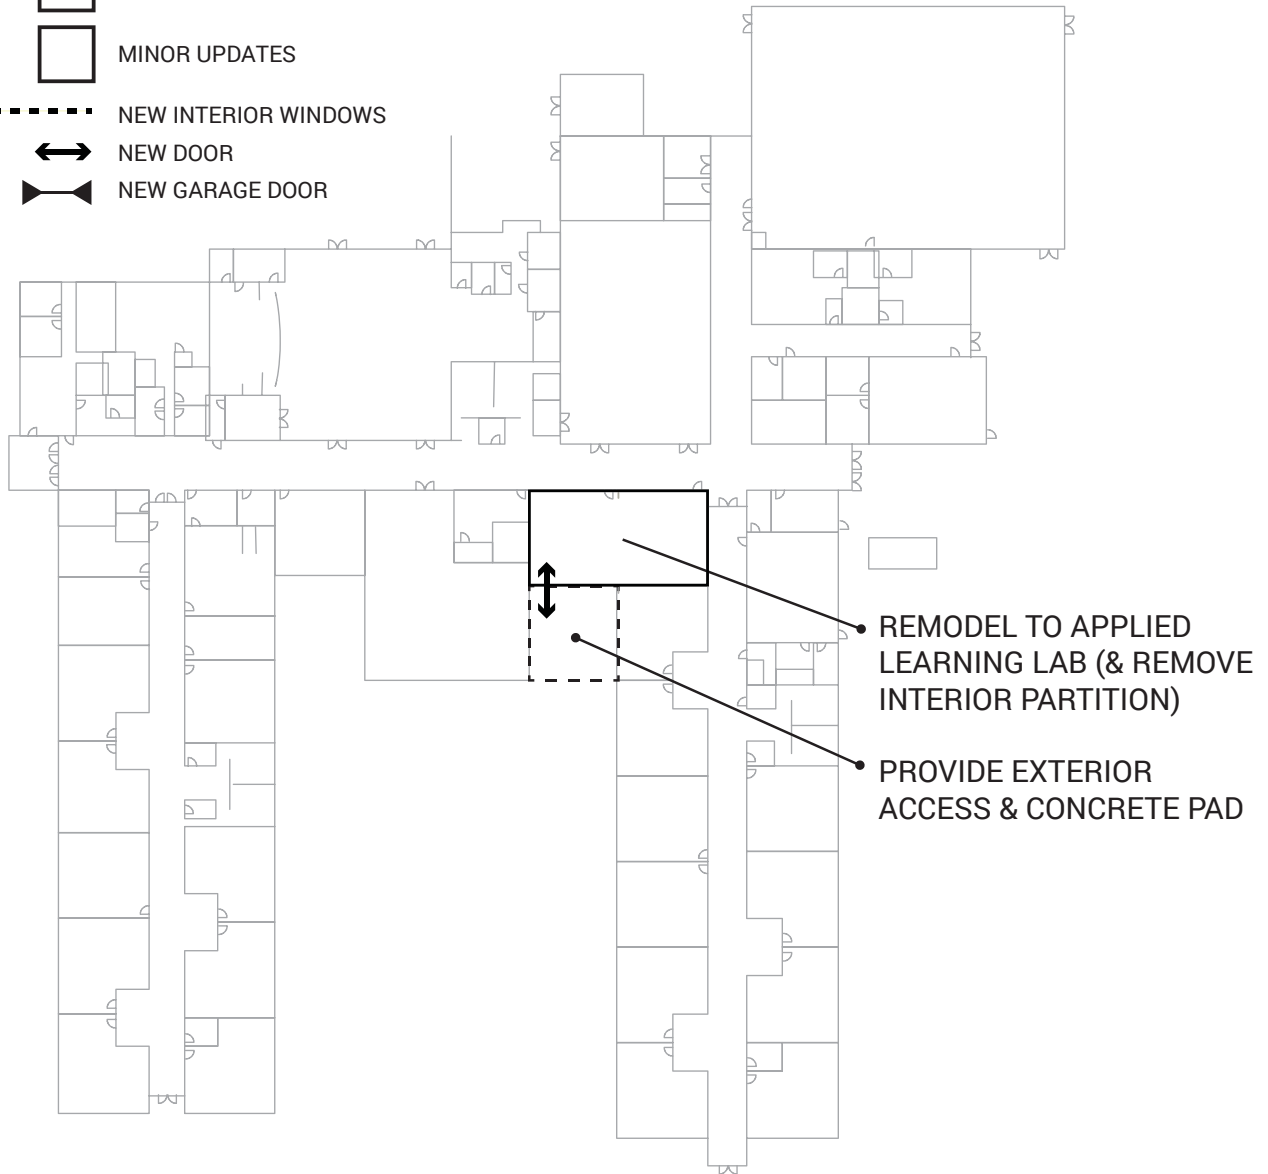 MINOR UPDATES
NEW INTERIOR WINDOWS
NEW DOOR
NEW GARAGE DOOR
REMODEL TO APPLIED
LEARNING LAB (& REMOVE
INTERIOR PARTITION)
PROVIDE EXTERIOR
ACCESS & CONCRETE PAD